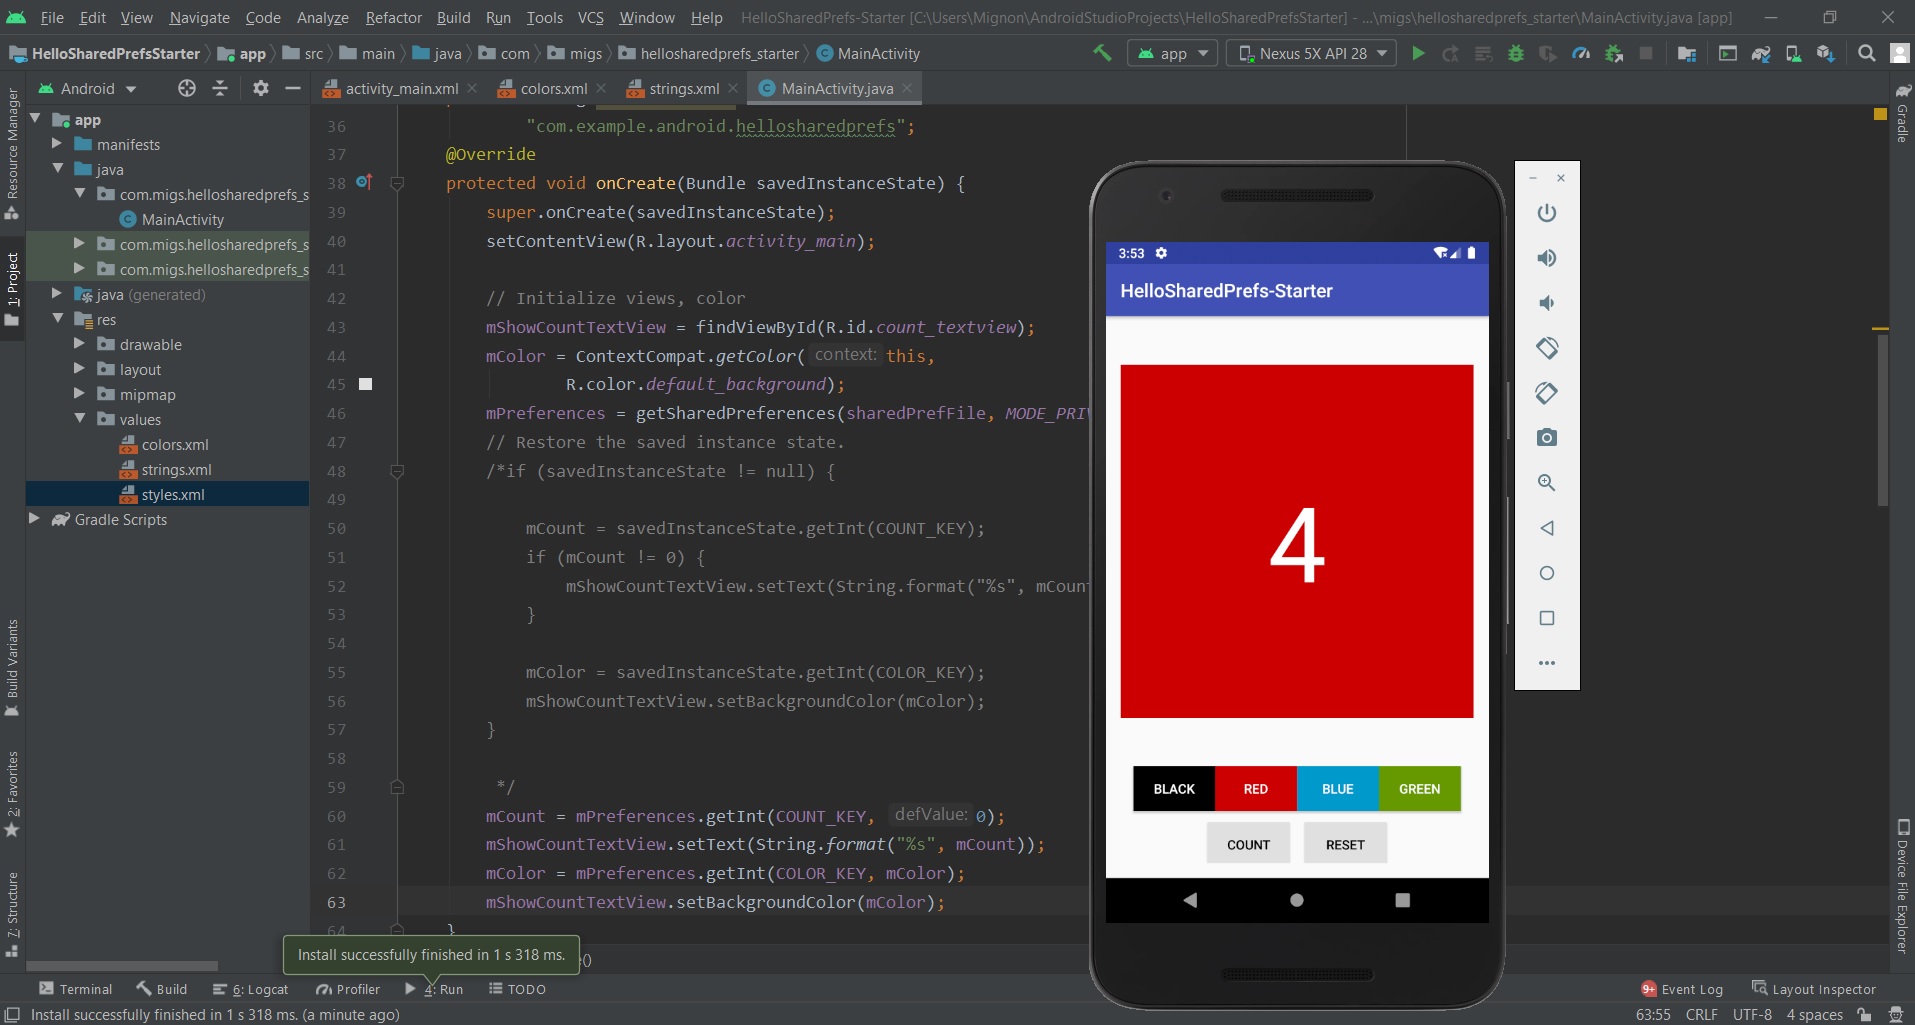 File Edit View Navigate Code Analyze Refactor Build Run Tools VCS Window Help HelloSharedPrefs-Starter [C:\Users\Mignon\AndroidStudioProjects\HelloSharedPrefsStarter] - ...\migs\hellosharedprefs_starter\MainActivity.java [app]
HelloSharedPrefsStarter app src main java com migs hellosharedprefs_starter MainActivity app Nexus 5X API 28
Android activity_main.xml colors.xml strings.xml MainActivity.java
Resource Manager
1: Project
Build Variants
2: Favorites
7: Structure
app
manifests
java
com.migs.hellosharedprefs_s
MainActivity
com.migs.hellosharedprefs_s
com.migs.hellosharedprefs_s
java (generated)
res
drawable
layout
mipmap
values
colors.xml
strings.xml
styles.xml
Gradle Scripts
36 "com.example.android.hellosharedprefs";
37 @Override
38 protected void onCreate(Bundle savedInstanceState) {
39 super.onCreate(savedInstanceState);
40 setContentView(R.layout.activity_main);
41
42 // Initialize views, color
43 mShowCountTextView = findViewById(R.id.count_textview);
44 mColor = ContextCompat.getColor( context: this,
45 R.color.default_background);
46 mPreferences = getSharedPreferences(sharedPrefFile, MODE_PRIV
47 // Restore the saved instance state.
48 /*if (savedInstanceState != null) {
49
50 mCount = savedInstanceState.getInt(COUNT_KEY);
51 if (mCount != 0) {
52 mShowCountTextView.setText(String.format("%s", mCount
53 }
54
55 mColor = savedInstanceState.getInt(COLOR_KEY);
56 mShowCountTextView.setBackgroundColor(mColor);
57 }
58
59 */
60 mCount = mPreferences.getInt(COUNT_KEY, defValue: 0);
61 mShowCountTextView.setText(String.format("%s", mCount));
62 mColor = mPreferences.getInt(COLOR_KEY, mColor);
63 mShowCountTextView.setBackgroundColor(mColor);
64 }
Install successfully finished in 1 s 318 ms.
()
3:53
HelloSharedPrefs-Starter
4
BLACK RED BLUE GREEN
COUNT RESET
Gradle
Device File Explorer
Terminal Build 6: Logcat Profiler 4: Run TODO 9+ Event Log Layout Inspector
Install successfully finished in 1 s 318 ms. (a minute ago) 63:55 CRLF UTF-8 4 spaces